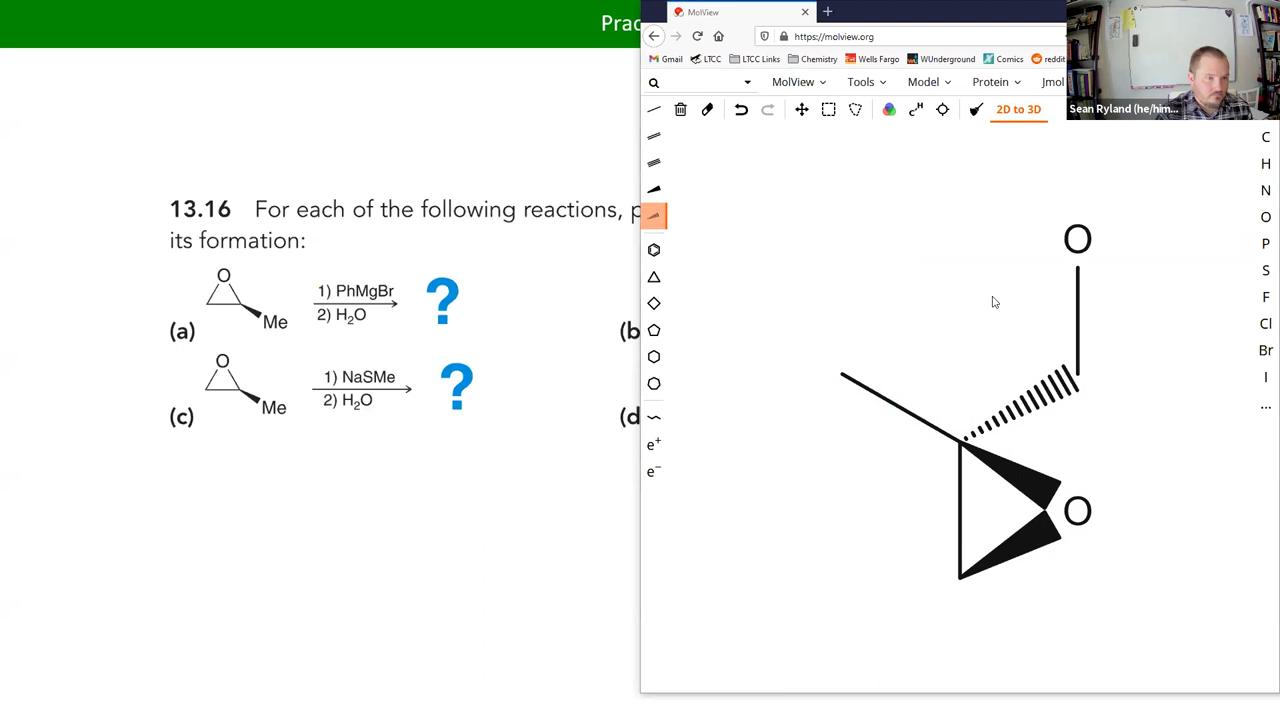 Prac
13.16 For each of the following reactions, p
its formation:
O
Me
1) PhMgBr
2) H₂O
?
(a)
(b
O
Me
1) NaSMe
2) H₂O
?
(c)
(d
MolView
https://molview.org
Gmail LTCC LTCC Links Chemistry Wells Fargo WUnderground Comics reddit
MolView Tools Model Protein Jmol
Sean Ryland (he/him...
C H 2D to 3D
C
H
N
O
P
S
F
Cl
Br
I
...
e⁺
e⁻
O
O